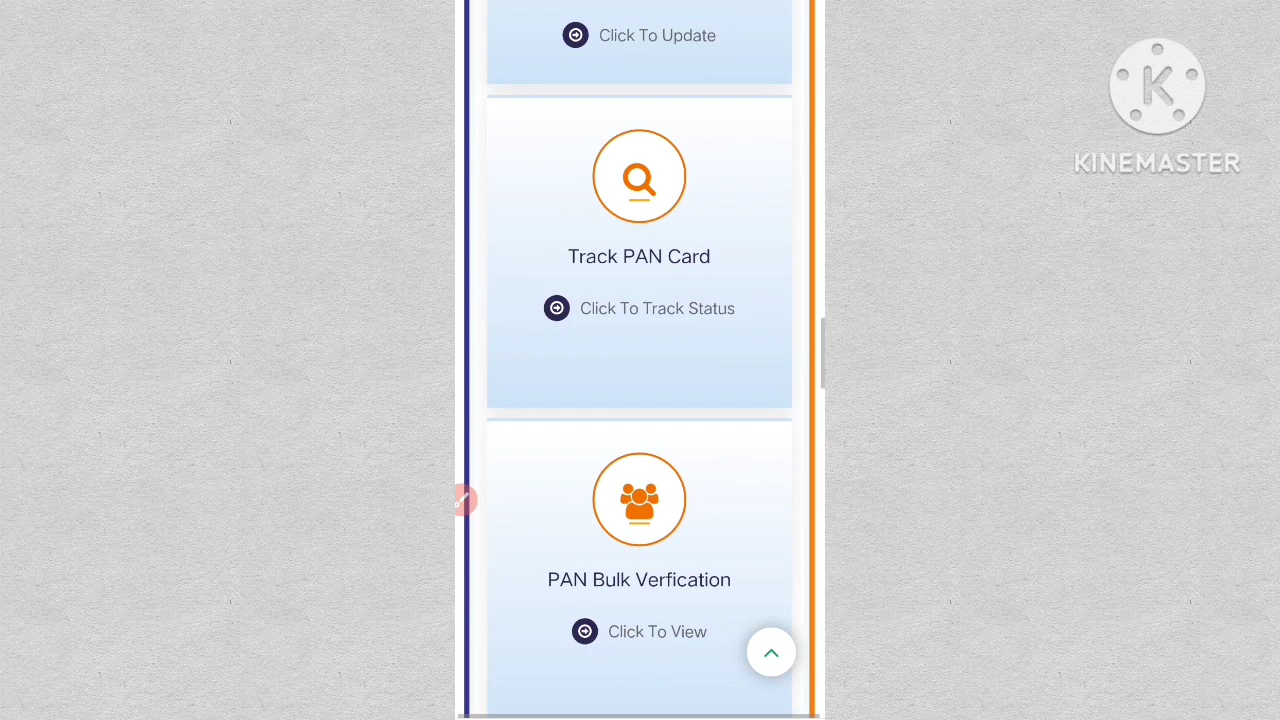 Click To Update
KINEMASTER
Track PAN Card
Click To Track Status
PAN Bulk Verfication
Click To View